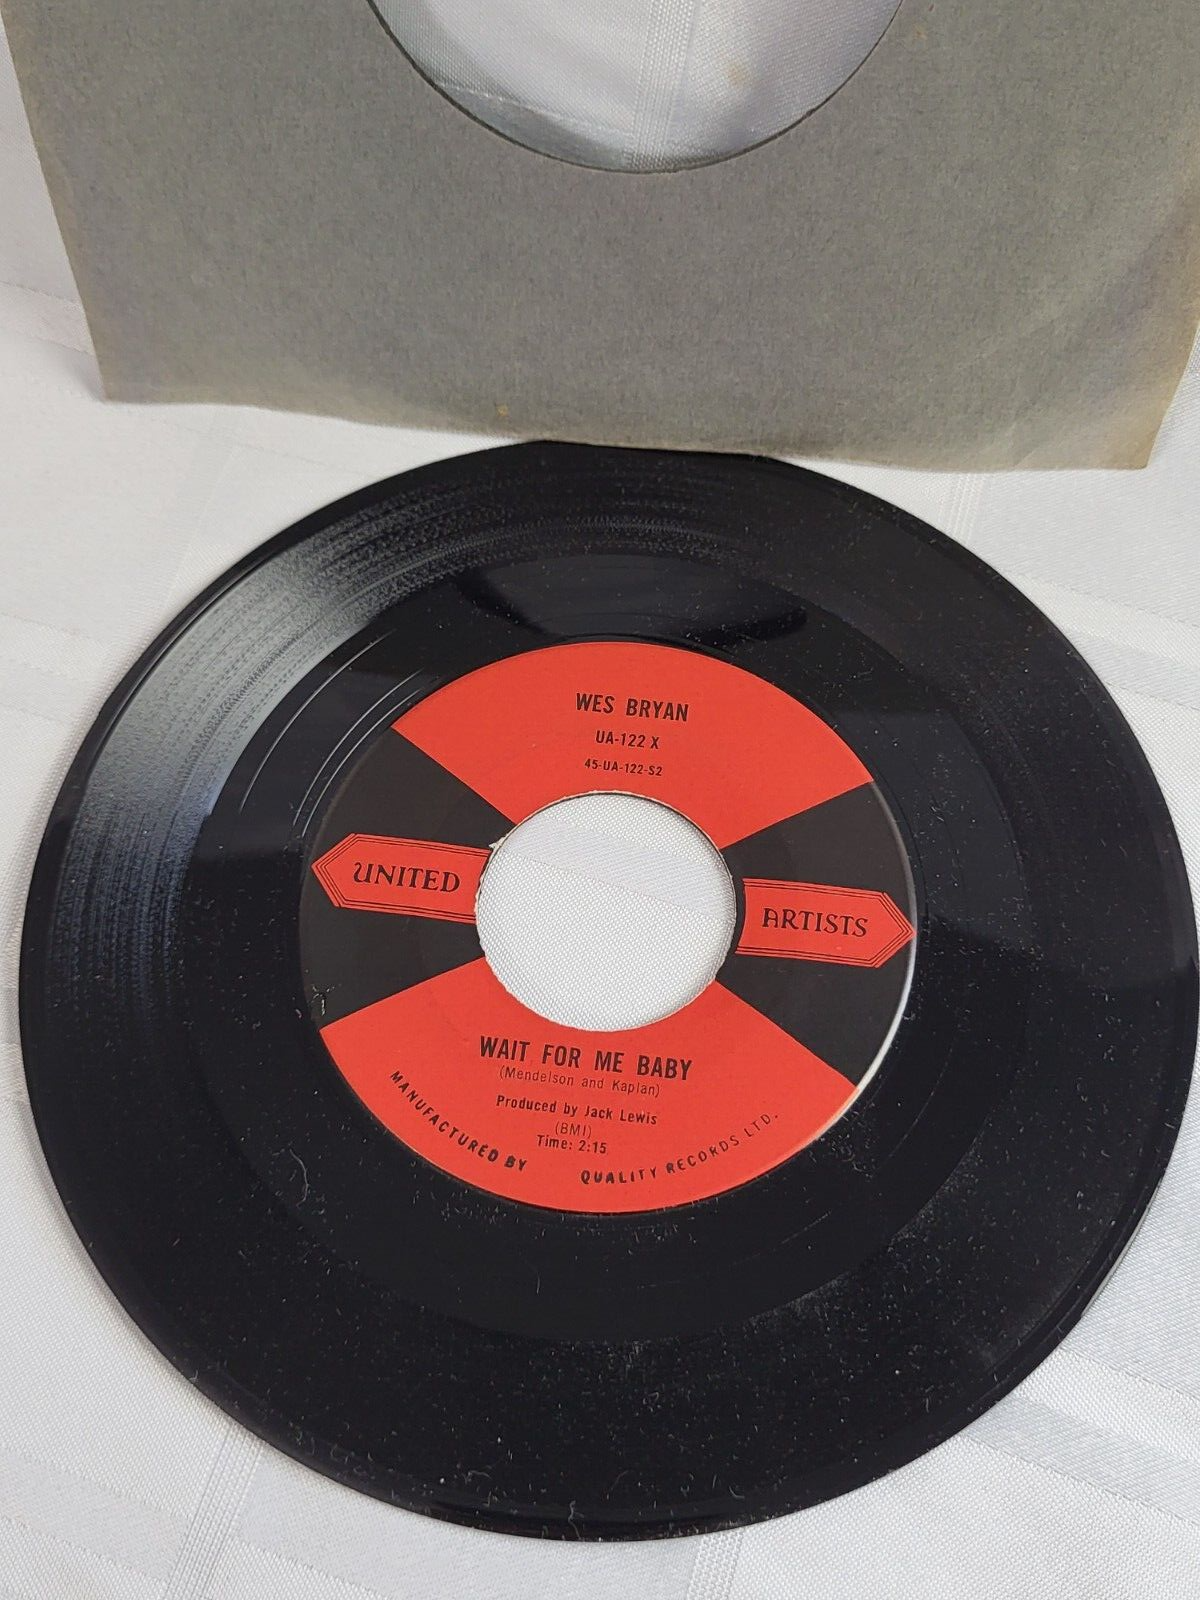 WES BRYAN
UA-122 X
45-UA-122-S2
UNITED ARTISTS
WAIT FOR ME BABY
(Mendelson and Kaplan)
Produced by Jack Lewis
(BMI)
Time: 2:15
MANUFACTURED BY QUALITY RECORDS LTD.